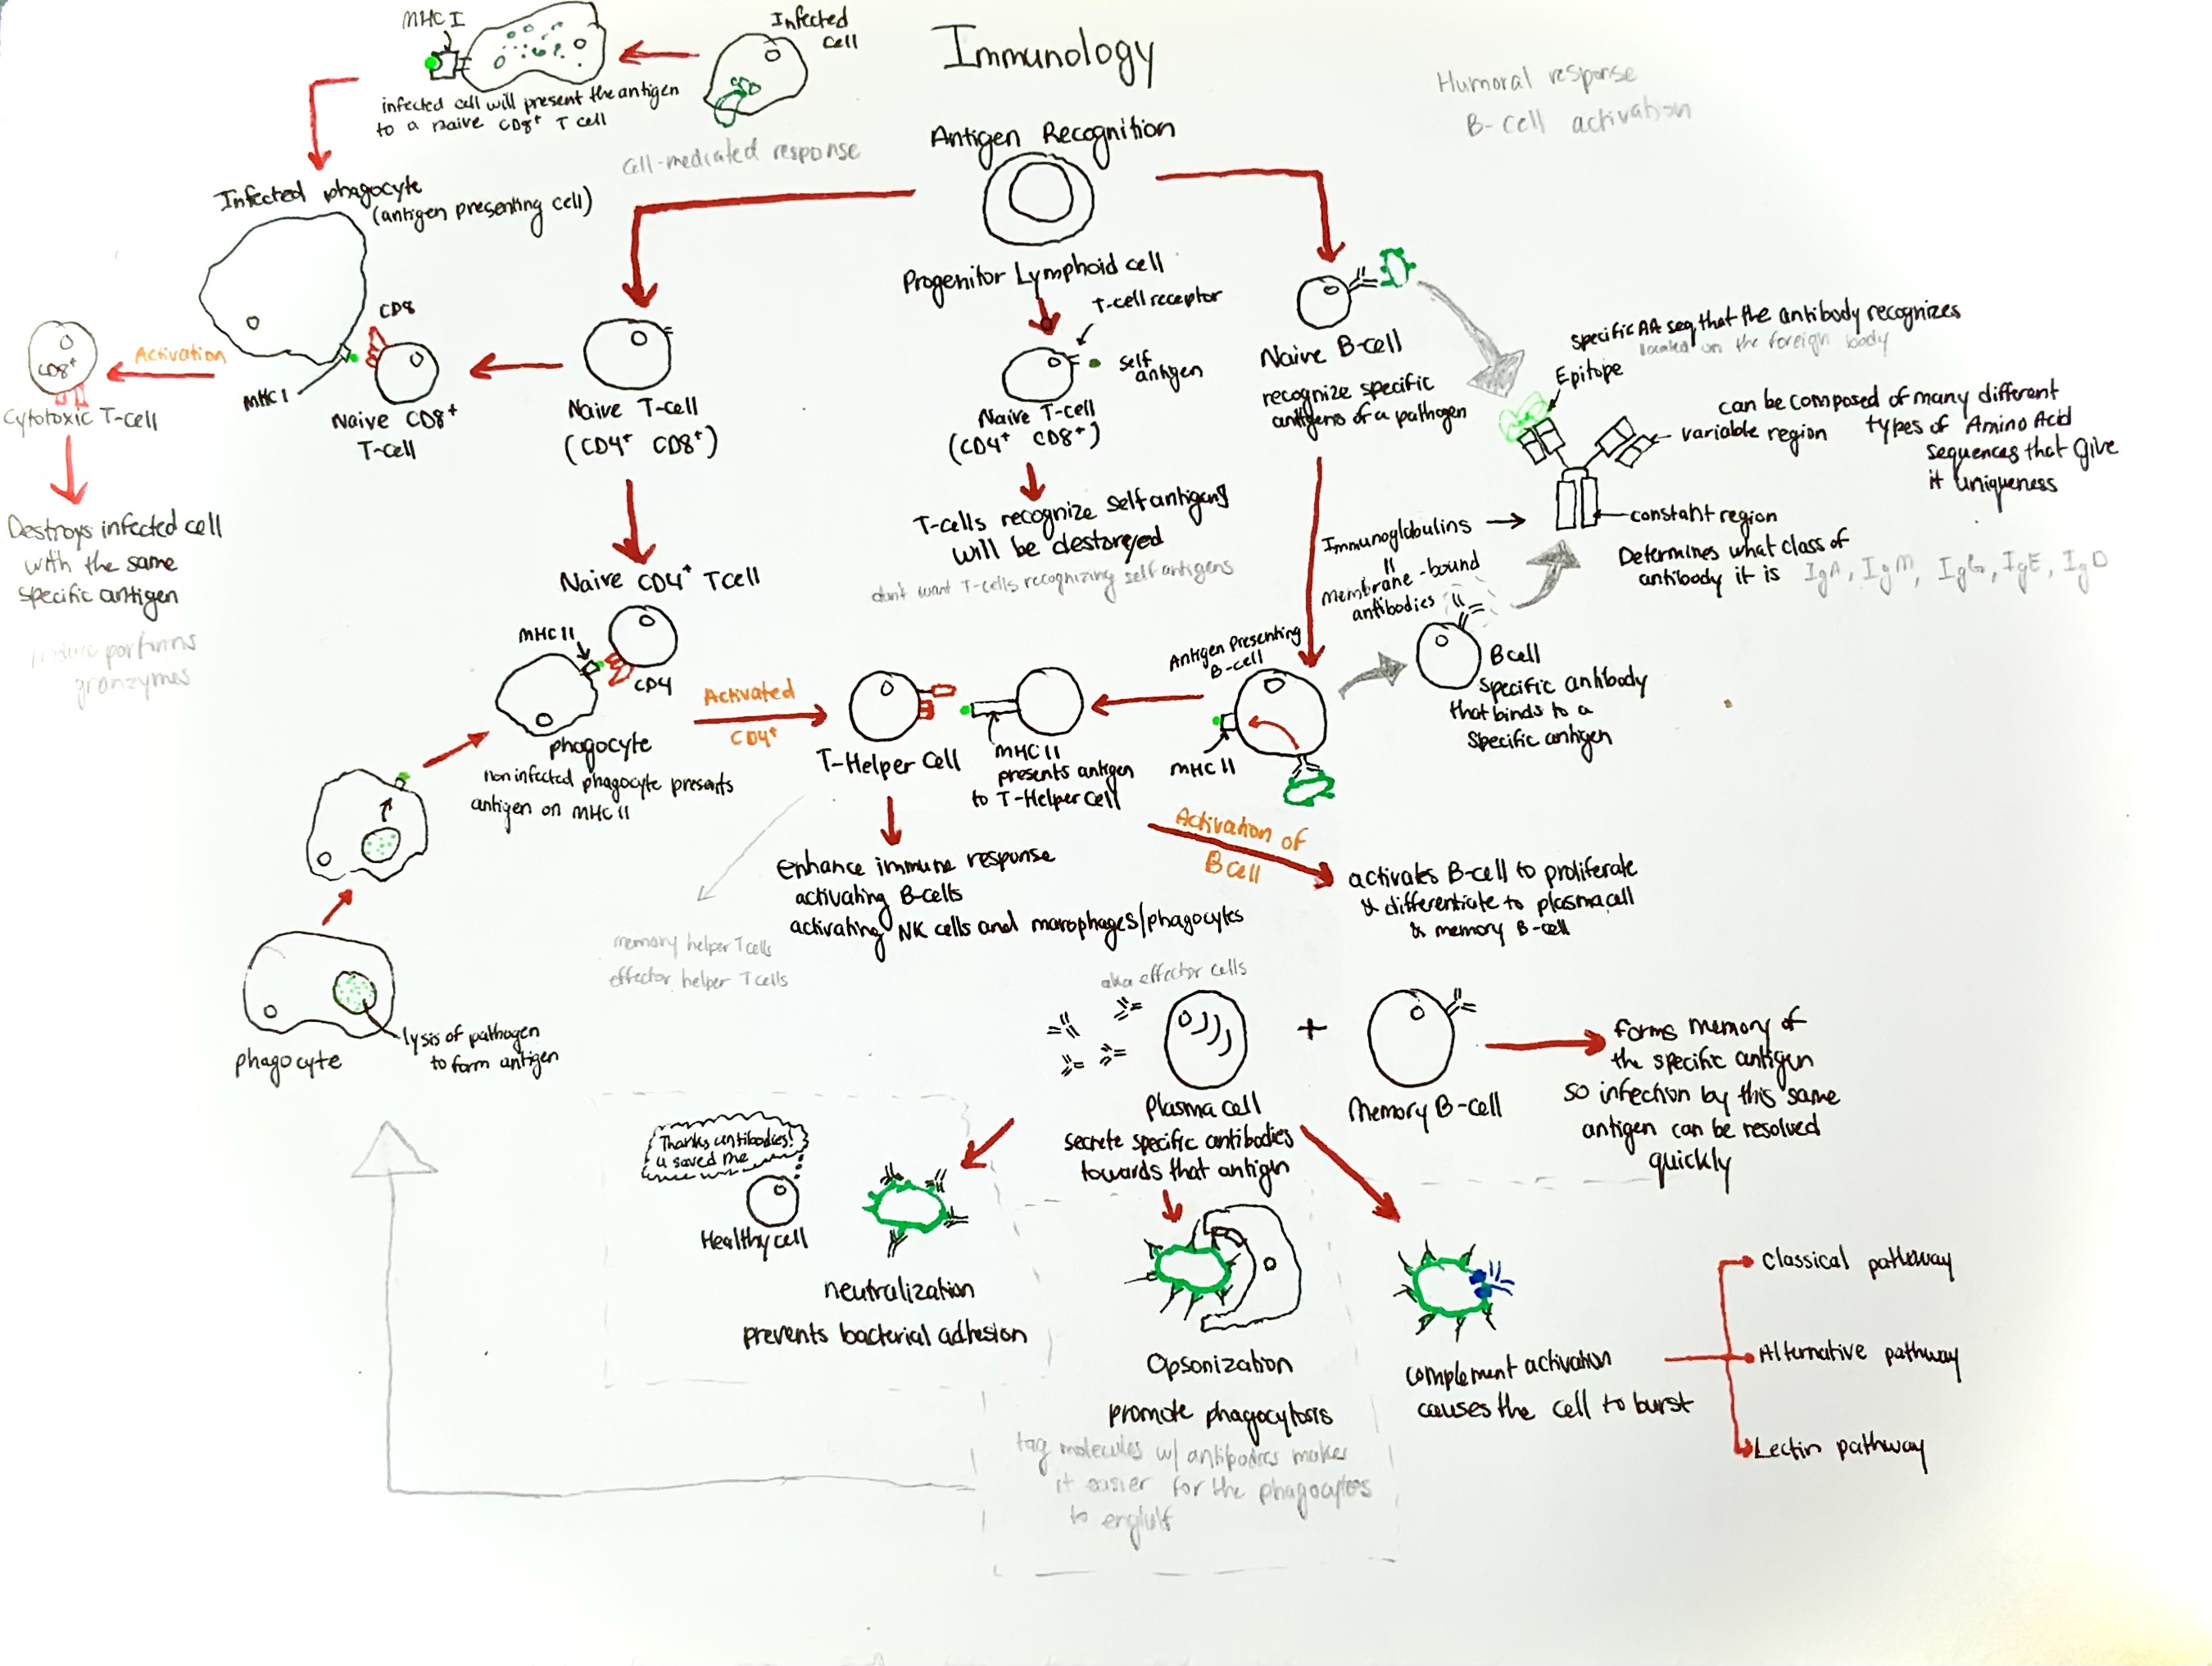 Immunology
Antigen Recognition
Progenitor Lymphoid cell
MHC I
Infected
cell
infected cell will present the antigen
to a naive CD8+ T cell
cell-mediated response
Humoral response
B-cell activation
Infected phagocyte
(antigen presenting cell)
CD8
MHC I
Naive CD8+
T-cell
Activation
CD8+
Cytotoxic T-cell
Destroys infected cell
with the same
specific antigen
granzymes
Naive T-cell
(CD4+ CD8+)
Naive CD4+ TCell
MHC II
CD4
phagocyte
non infected phagocyte presents
antigen on MHC II
phagocyte
lysis of pathogen
to form antigen
T-cell receptor
self
antigen
Naive T-cell
(CD4+ CD8+)
T-cells recognize self antigens
will be destoryed
don't want T-cells recognizing self antigens
Activated
CD4+
T-Helper Cell
MHC II
presents antigen
to T-Helper Cell
enhance immune response
activating B-cells
activating NK cells and marophages/phagocytes
memory helper T cells
effector helper T cells
Naive B-cell
recognize specific
antigens of a pathogen
Antigen Presenting
B-cell
MHC II
B cell
specific antibody
that binds to a
specific antigen
Immunoglobulins
=
membrane-bound
antibodies
specific AA seq that the antibody recognizes
located on the foreign body
Epitope
variable region
can be composed of many different
types of Amino Acid
sequences that give
it uniqueness
constant region
Determines what class of
antibody it is IgA, IgM, IgG, IgE, IgD
Activation of
B cell
activates B-cell to proliferate
& differentiate to plasma cell
& memory B-cell
aka effector cells
+
Plasma cell
secrete specific antibodies
towards that antigen
Memory B-cell
forms memory of
the specific antigen
so infection by this same
antigen can be resolved
quickly
Thanks antibodies!
u saved me
Healthy cell
neutralization
prevents bacterial adhesion
Opsonization
promote phagocytosis
tag molecules w/ antibodies makes
it easier for the phagocytes
to englulf
complement activation
causes the cell to burst
Classical pathway
Alternative pathway
Lectin pathway